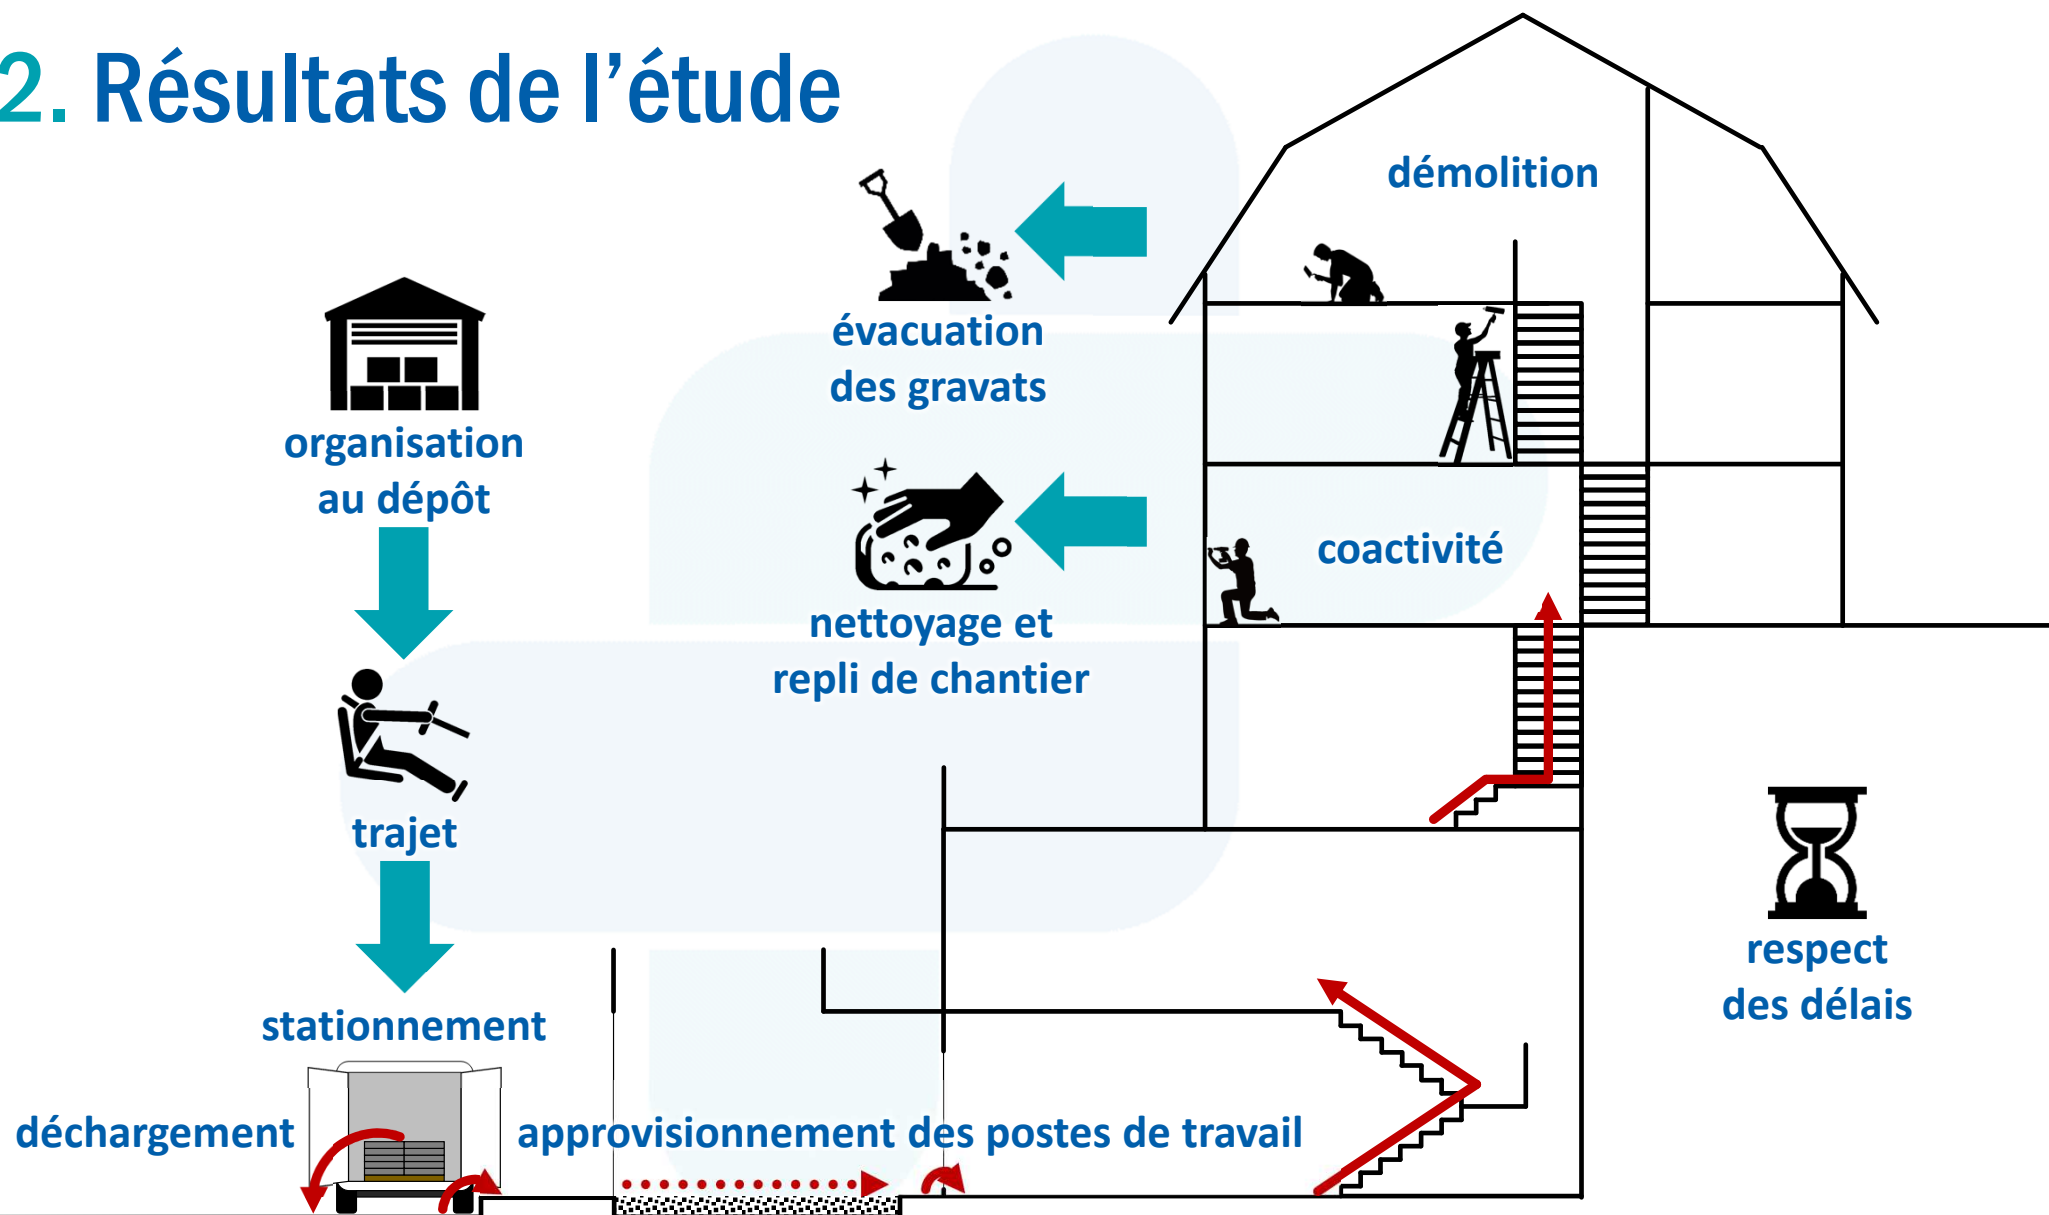 2. Résultats de l’étude
démolition
évacuation
des gravats
organisation
au dépôt
coactivité
nettoyage et
repli de chantier
trajet
respect
des délais
stationnement
déchargement
approvisionnement des postes de travail